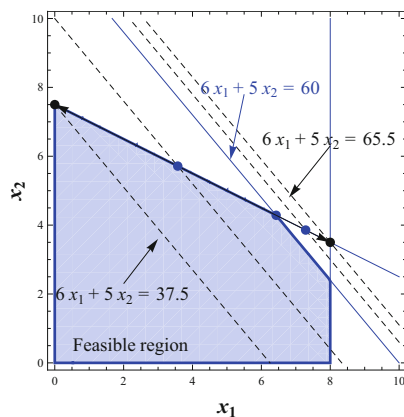 10
8
6
4
2
0
x₂
6 x₁ + 5 x₂ = 60
6 x₁ + 5 x₂ = 65.5
6 x₁ + 5 x₂ = 37.5
Feasible region
0 2 4 6 8 10
x₁